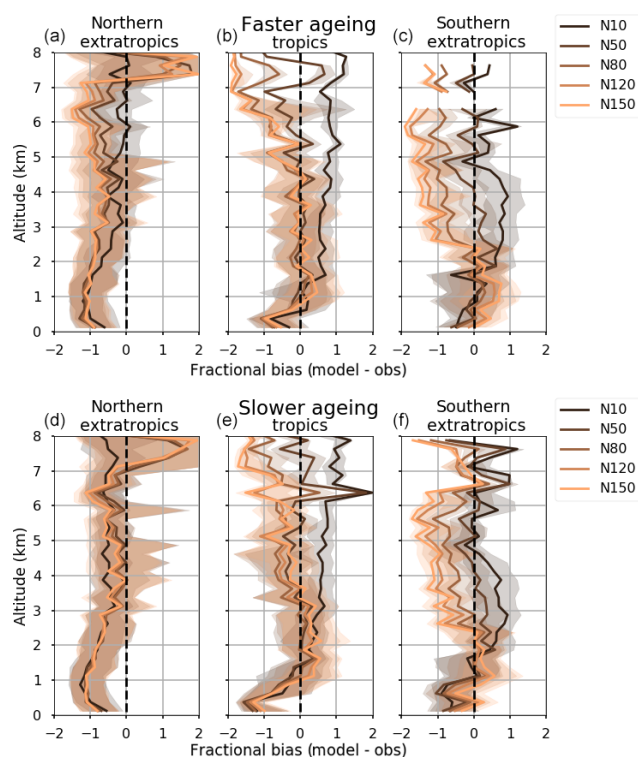 Faster ageing
(a) Northern extratropics
(b) tropics
(c) Southern extratropics
N10
N50
N80
N120
N150
Altitude (km)
8
7
6
5
4
3
2
1
0
−2 −1 0 1 2
−2 −1 0 1 2
−2 −1 0 1 2
Fractional bias (model - obs)
Slower ageing
(d) Northern extratropics
(e) tropics
(f) Southern extratropics
N10
N50
N80
N120
N150
Altitude (km)
8
7
6
5
4
3
2
1
0
−2 −1 0 1 2
−2 −1 0 1 2
−2 −1 0 1 2
Fractional bias (model - obs)